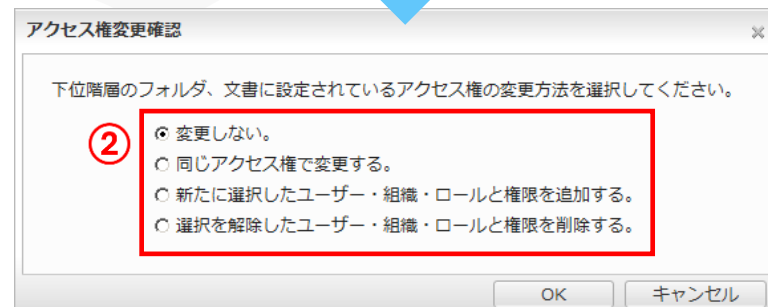 アクセス権変更確認
下位階層のフォルダ、文書に設定されているアクセス権の変更方法を選択してください。
②
変更しない。
同じアクセス権で変更する。
新たに選択したユーザー・組織・ロールと権限を追加する。
選択を解除したユーザー・組織・ロールと権限を削除する。
OK キャンセル